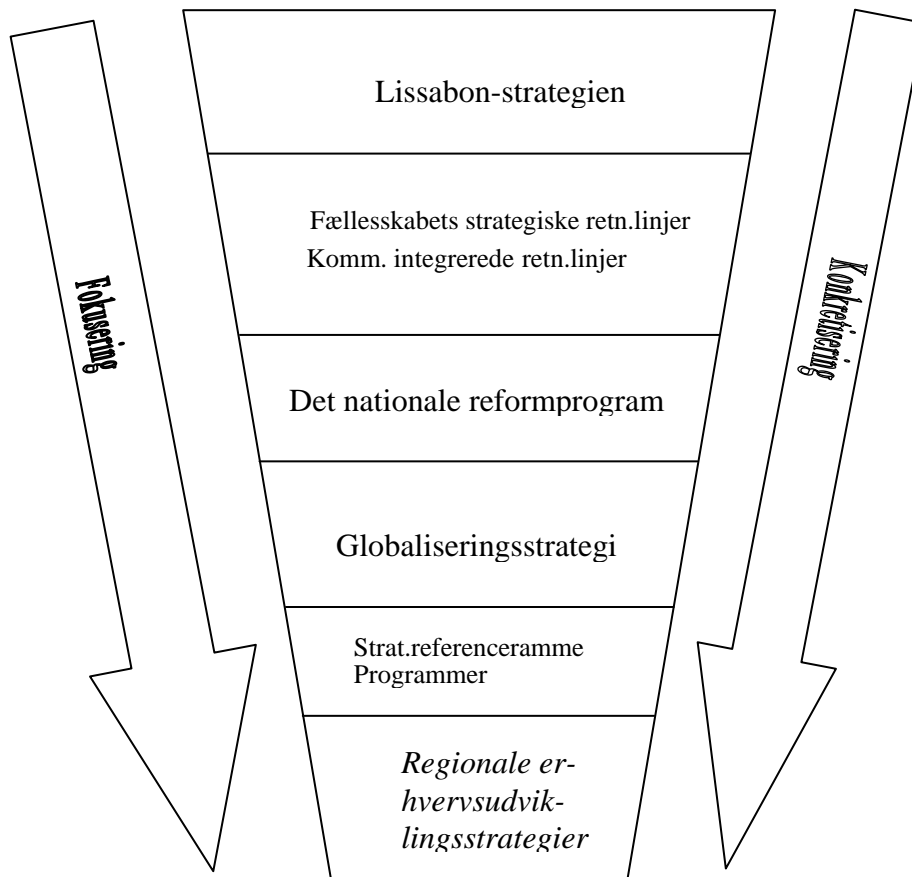 Lissabon-strategien
Fællesskabets strategiske retn.linjer
Komm. integrerede retn.linjer
Fokusering
Konkretisering
Det nationale reformprogram
Globaliseringsstrategi
Strat.referenceramme
Programmer
Regionale er-
hvervsudvik-
lingsstrategier